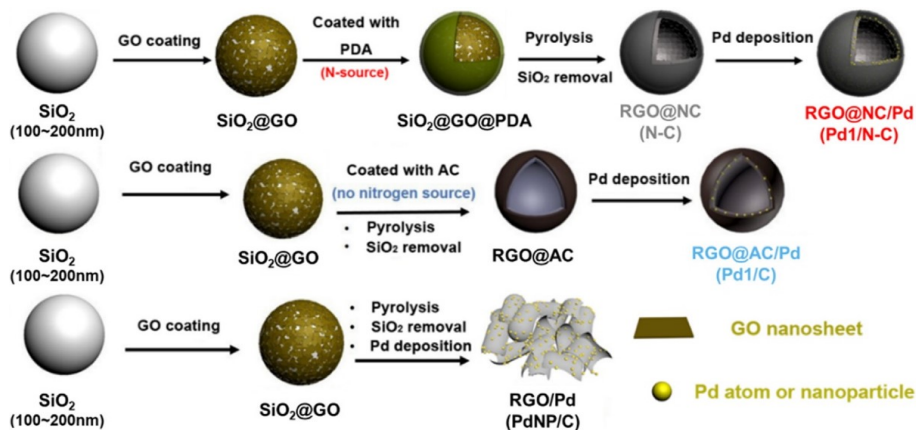 GO coating
SiO₂
(100~200nm)
SiO₂@GO
Coated with
PDA
(N-source)
SiO₂@GO@PDA
Pyrolysis
SiO₂ removal
RGO@NC
(N-C)
Pd deposition
RGO@NC/Pd
(Pd1/N-C)
GO coating
SiO₂
(100~200nm)
SiO₂@GO
Coated with AC
(no nitrogen source)
• Pyrolysis
• SiO₂ removal
RGO@AC
Pd deposition
RGO@AC/Pd
(Pd1/C)
GO coating
SiO₂
(100~200nm)
SiO₂@GO
• Pyrolysis
• SiO₂ removal
• Pd deposition
RGO/Pd
(PdNP/C)
GO nanosheet
Pd atom or nanoparticle